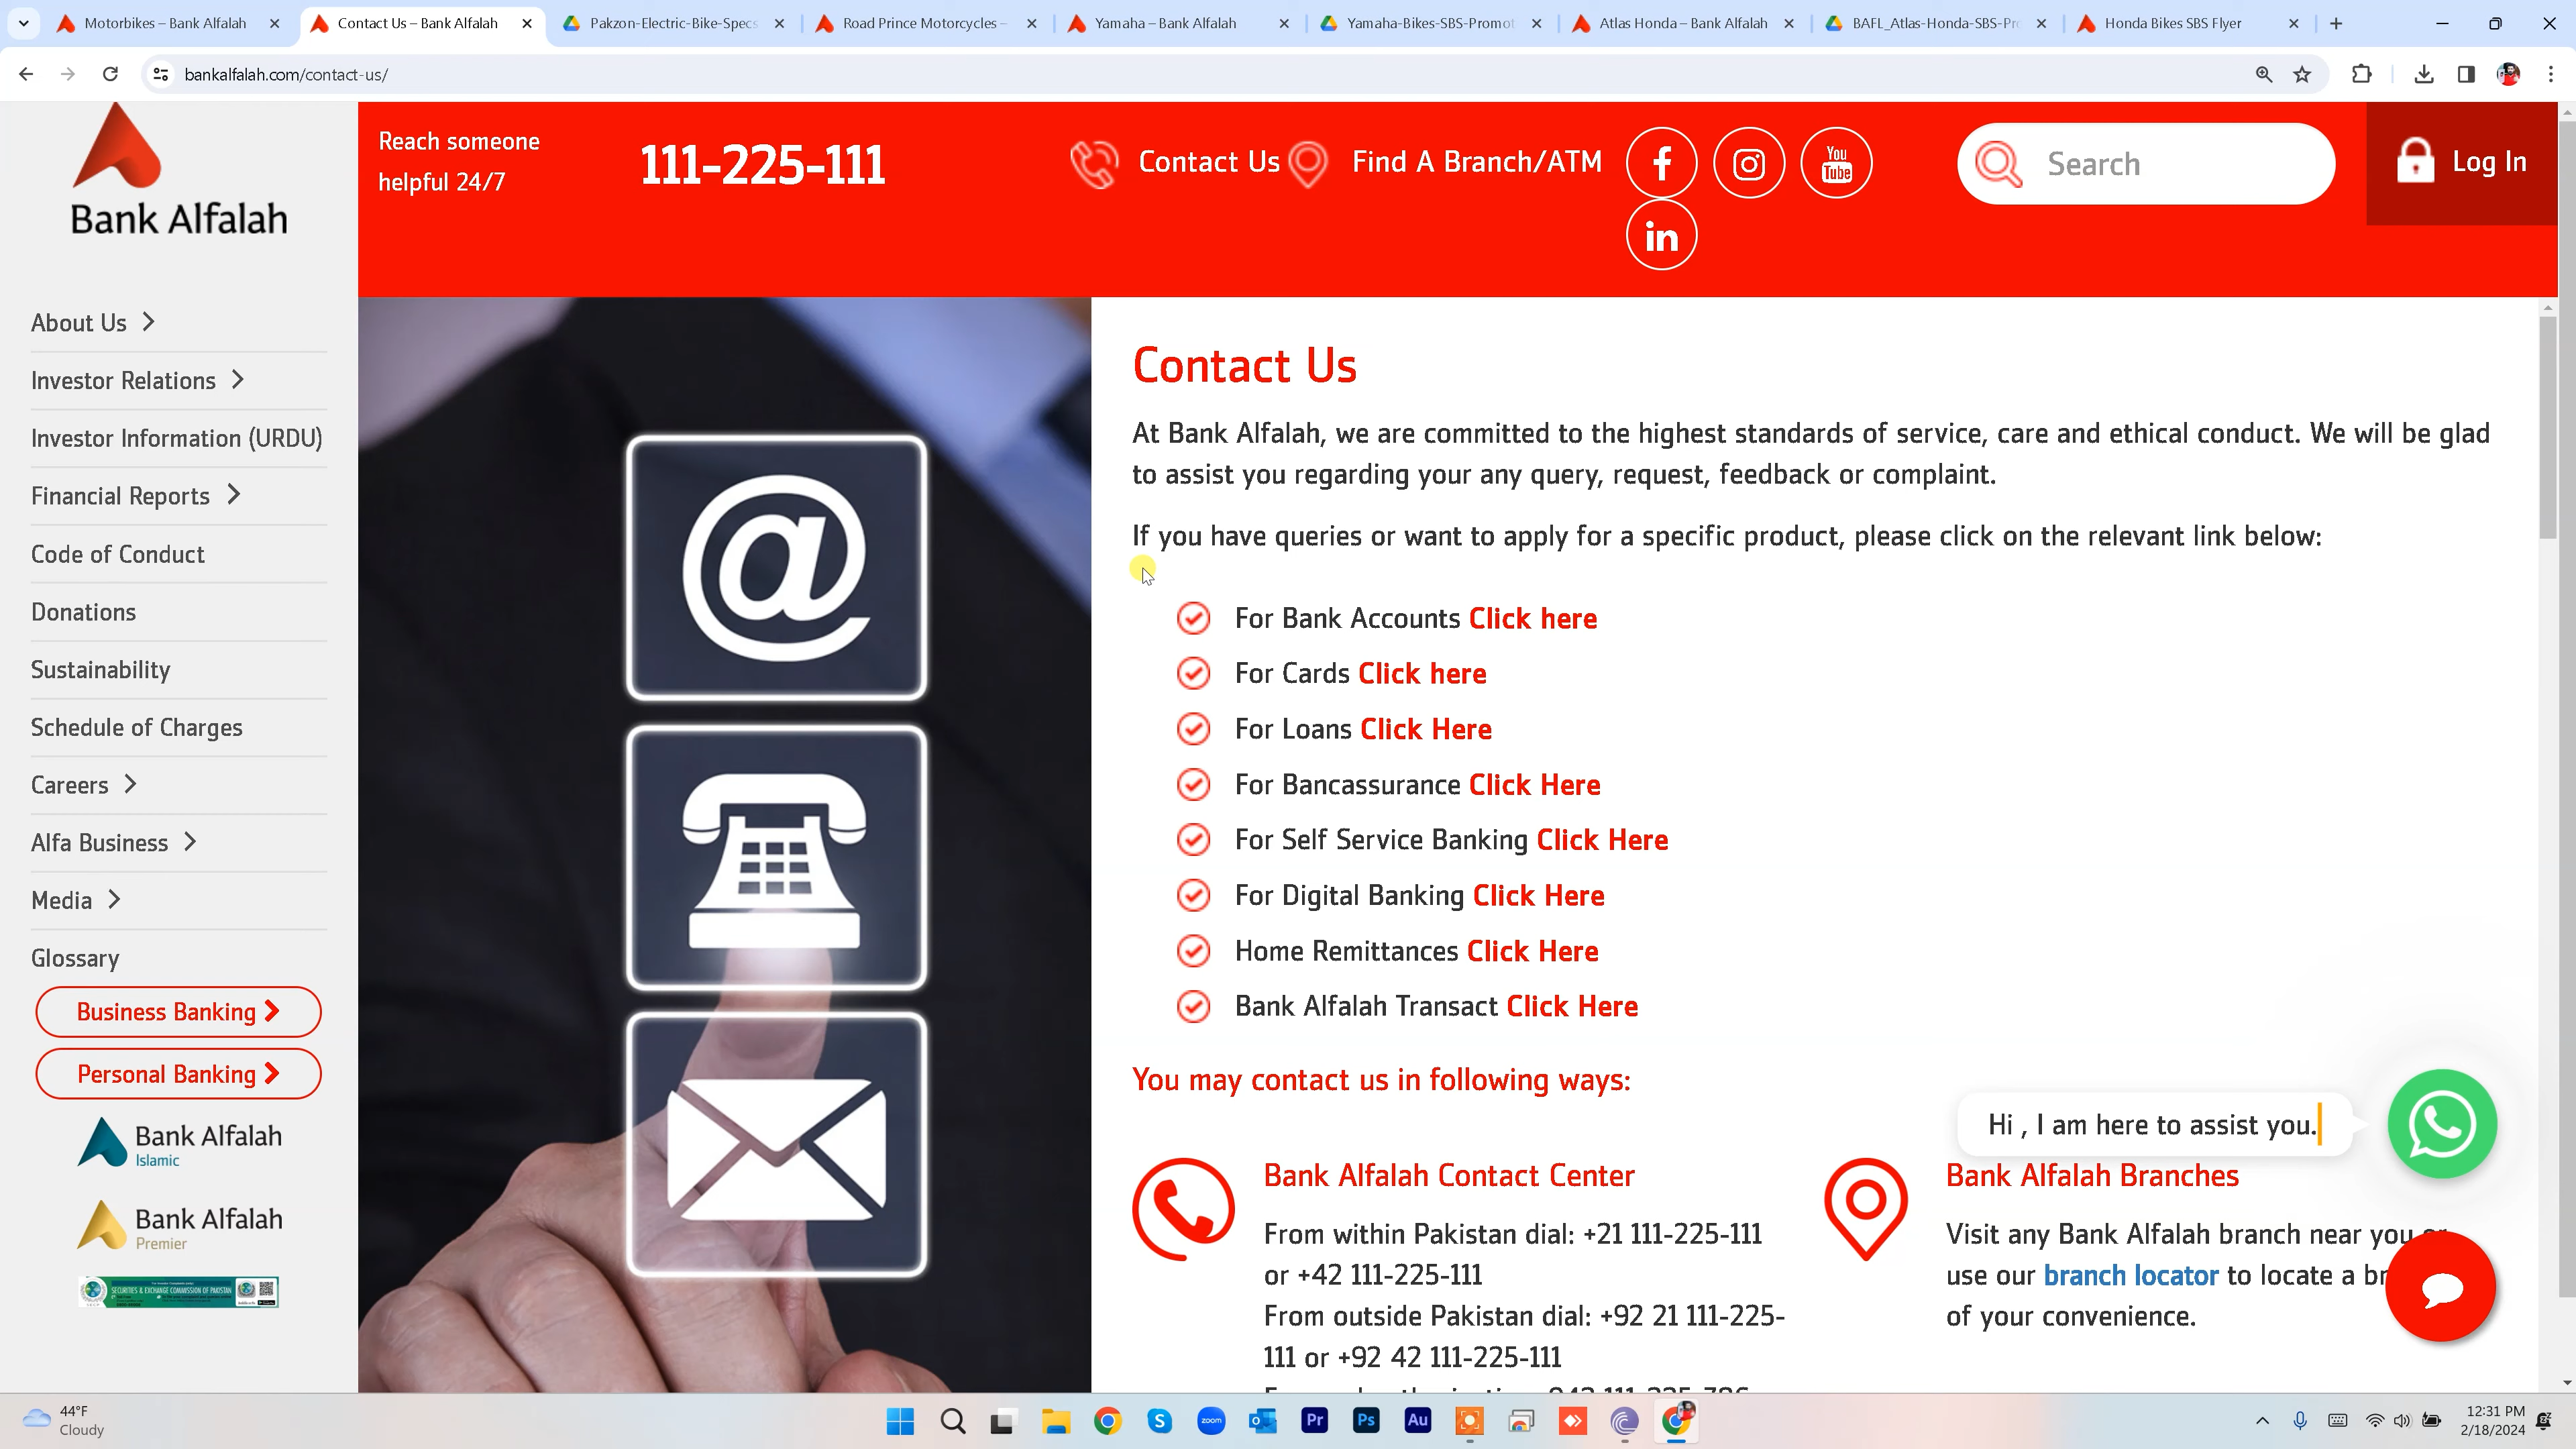 Motorbikes – Bank Alfalah
Contact Us – Bank Alfalah
Pakzon-Electric-Bike-Specs
Road Prince Motorcycles –
Yamaha – Bank Alfalah
Yamaha-Bikes-SBS-Promot
Atlas Honda – Bank Alfalah
BAFL_Atlas-Honda-SBS-Pr
Honda Bikes SBS Flyer
bankalfalah.com/contact-us/
Bank Alfalah
Reach someone
helpful 24/7
111-225-111
Contact Us
Find A Branch/ATM
You
Tube
in
Search
Log In
About Us
Investor Relations
Investor Information (URDU)
Financial Reports
Code of Conduct
Donations
Sustainability
Schedule of Charges
Careers
Alfa Business
Media
Glossary
Business Banking
Personal Banking
Bank Alfalah
Islamic
Bank Alfalah
Premier
SECURITIES & EXCHANGE COMMISSION OF PAKISTAN
@
Contact Us
At Bank Alfalah, we are committed to the highest standards of service, care and ethical conduct. We will be glad
to assist you regarding your any query, request, feedback or complaint.
If you have queries or want to apply for a specific product, please click on the relevant link below:
For Bank Accounts Click here
For Cards Click here
For Loans Click Here
For Bancassurance Click Here
For Self Service Banking Click Here
For Digital Banking Click Here
Home Remittances Click Here
Bank Alfalah Transact Click Here
You may contact us in following ways:
Hi , I am here to assist you.
Bank Alfalah Contact Center
From within Pakistan dial: +21 111-225-111
or +42 111-225-111
From outside Pakistan dial: +92 21 111-225-
111 or +92 42 111-225-111
Bank Alfalah Branches
Visit any Bank Alfalah branch near you or
use our branch locator to locate a br
of your convenience.
44°F
Cloudy
zoom
Pr
Ps
Au
12:31 PM
2/18/2024